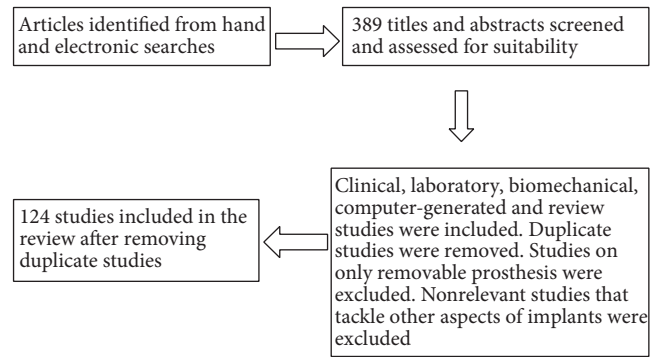 Articles identified from hand
and electronic searches
389 titles and abstracts screened
and assessed for suitability
Clinical, laboratory, biomechanical,
computer-generated and review
studies were included. Duplicate
studies were removed. Studies on
only removable prosthesis were
excluded. Nonrelevant studies that
tackle other aspects of implants were
excluded
124 studies included in the
review after removing
duplicate studies